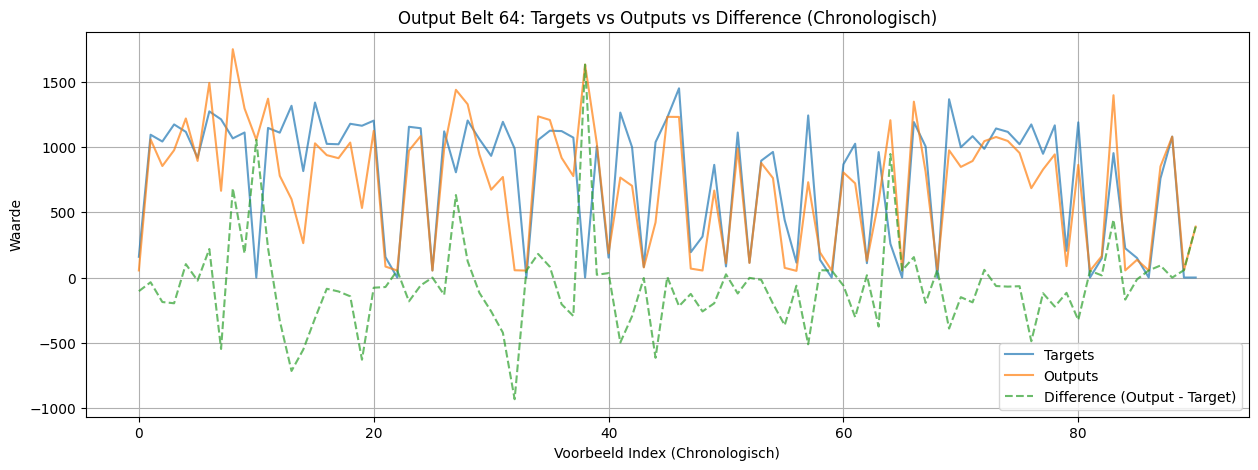 Output Belt 64: Targets vs Outputs vs Difference (Chronologisch)
Waarde
1500
1000
500
0
−500
−1000
0 20 40 60 80
Voorbeeld Index (Chronologisch)
Targets
Outputs
Difference (Output - Target)